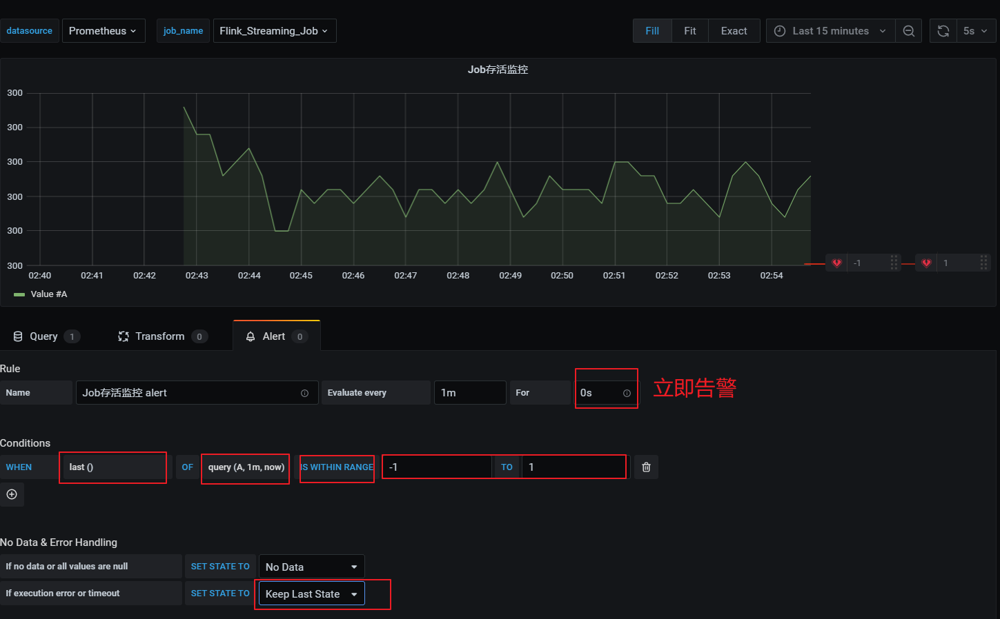 datasource Prometheus job_name Flink_Streaming_Job Fill Fit Exact Last 15 minutes 5s
Job存活监控
300
300
300
300
300
300
02:40 02:41 02:42 02:43 02:44 02:45 02:46 02:47 02:48 02:49 02:50 02:51 02:52 02:53 02:54
-1 1
Value #A
Query 1 Transform 0 Alert 0
Rule
Name Job存活监控 alert Evaluate every 1m For 0s 立即告警
Conditions
WHEN last () OF query (A, 1m, now) IS WITHIN RANGE -1 TO 1
No Data & Error Handling
If no data or all values are null SET STATE TO No Data
If execution error or timeout SET STATE TO Keep Last State